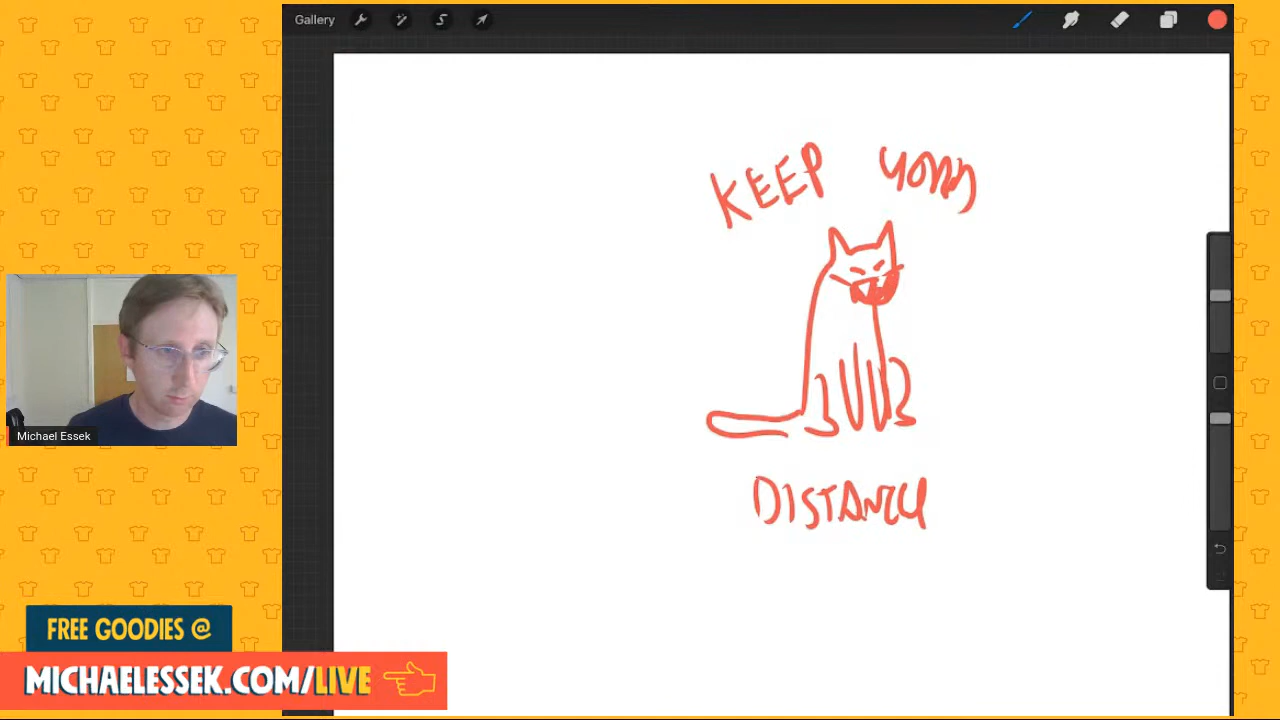 Gallery
KEEP YOUR
DISTANCE
Michael Essek
FREE GOODIES @
MICHAELESSEK.COM/LIVE